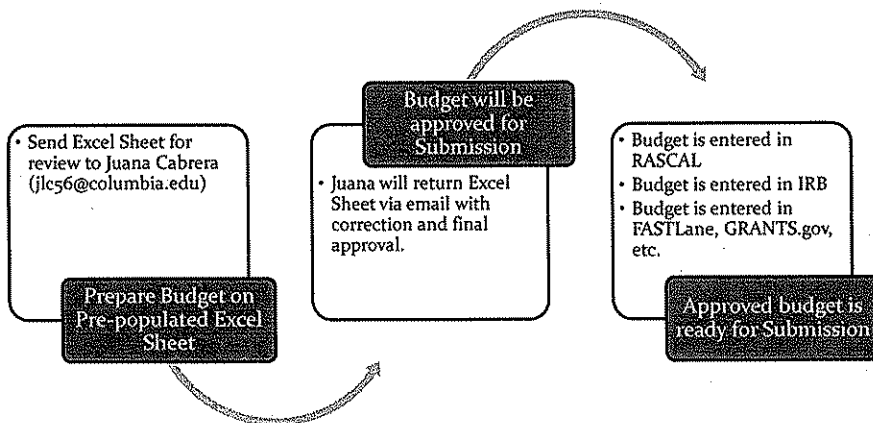 • Send Excel Sheet for
review to Juana Cabrera
(jlc56@columbia.edu)
Prepare Budget on
Pre-populated Excel
Sheet
Budget will be
approved for
Submission
• Juana will return Excel
Sheet via email with
correction and final
approval.
• Budget is entered in
RASCAL
• Budget is entered in IRB
• Budget is entered in
FASTLane, GRANTS.gov,
etc.
Approved budget is
ready for Submission